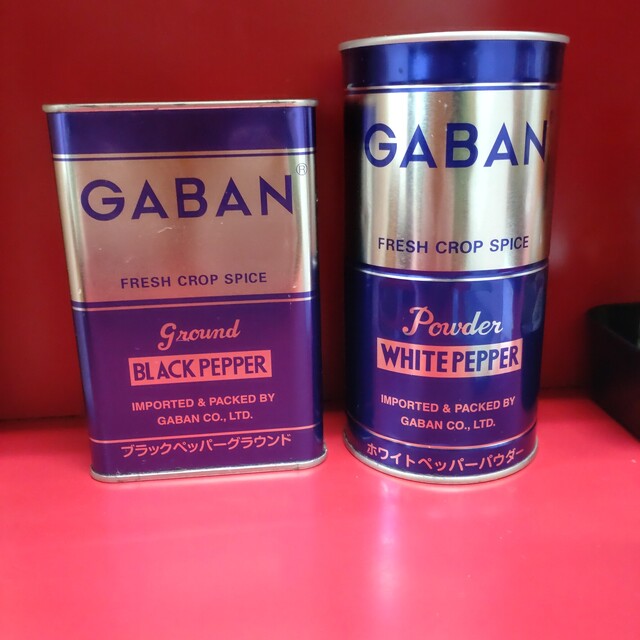 GABAN®
FRESH CROP SPICE
Ground
BLACK PEPPER
IMPORTED & PACKED BY
GABAN CO., LTD.
ブラックペッパーグラウンド
GABAN
FRESH CROP SPICE
Powder
WHITE PEPPER
IMPORTED & PACKED BY
GABAN CO., LTD.
ホワイトペッパーパウダー